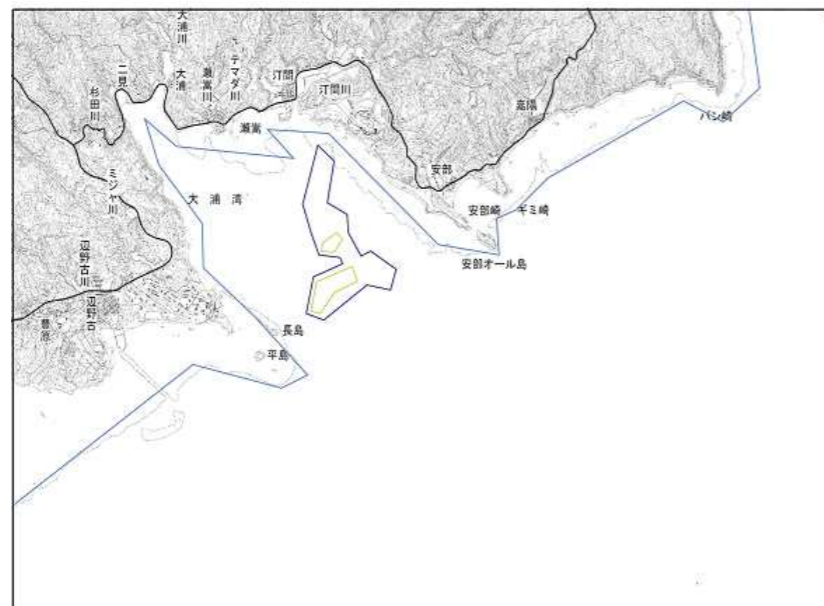 大浦川
二見
大浦
瀬嵩川
テマダ川
汀間
汀間川
杉田川
瀬嵩
嘉陽
バン崎
安部
ミジャ川
大浦湾
安部崎
ギミ崎
安部オール島
辺野古川
辺野古
豊原
長島
平島